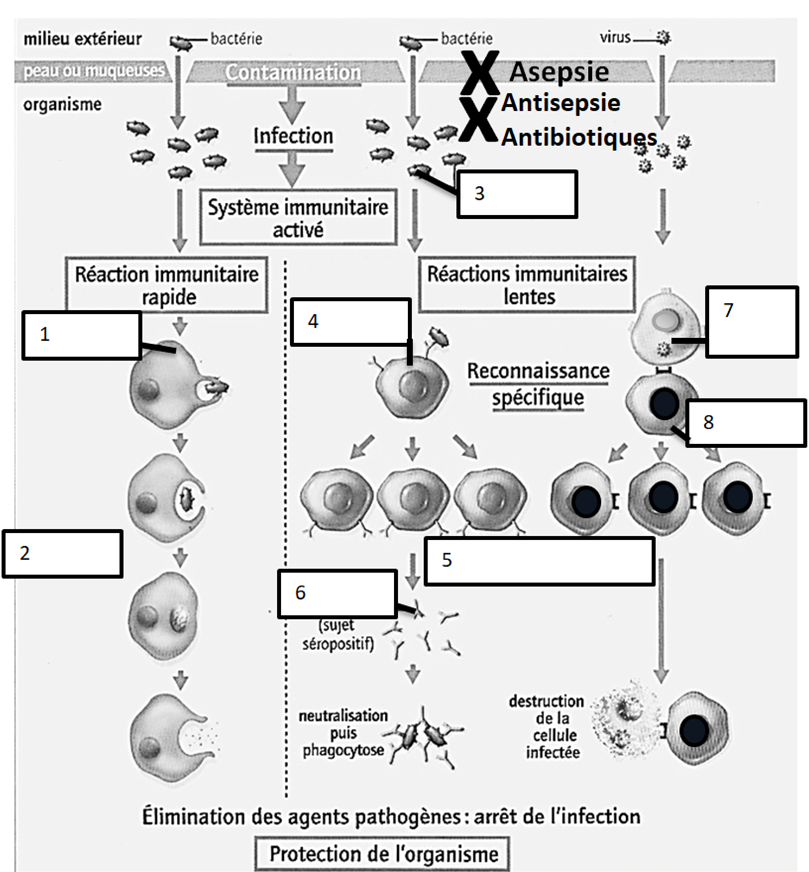 milieu extérieur
bactérie
bactérie
virus
peau ou muqueuses
Contamination
Asepsie
organisme
Antisepsie
Antibiotiques
Infection
3
Système immunitaire
activé
Réaction immunitaire
rapide
Réactions immunitaires
lentes
1
4
7
Reconnaissance
spécifique
8
2
5
6
(sujet
séropositif)
neutralisation
puis
phagocytose
destruction
de la
cellule
infectée
Élimination des agents pathogènes : arrêt de l'infection
Protection de l'organisme